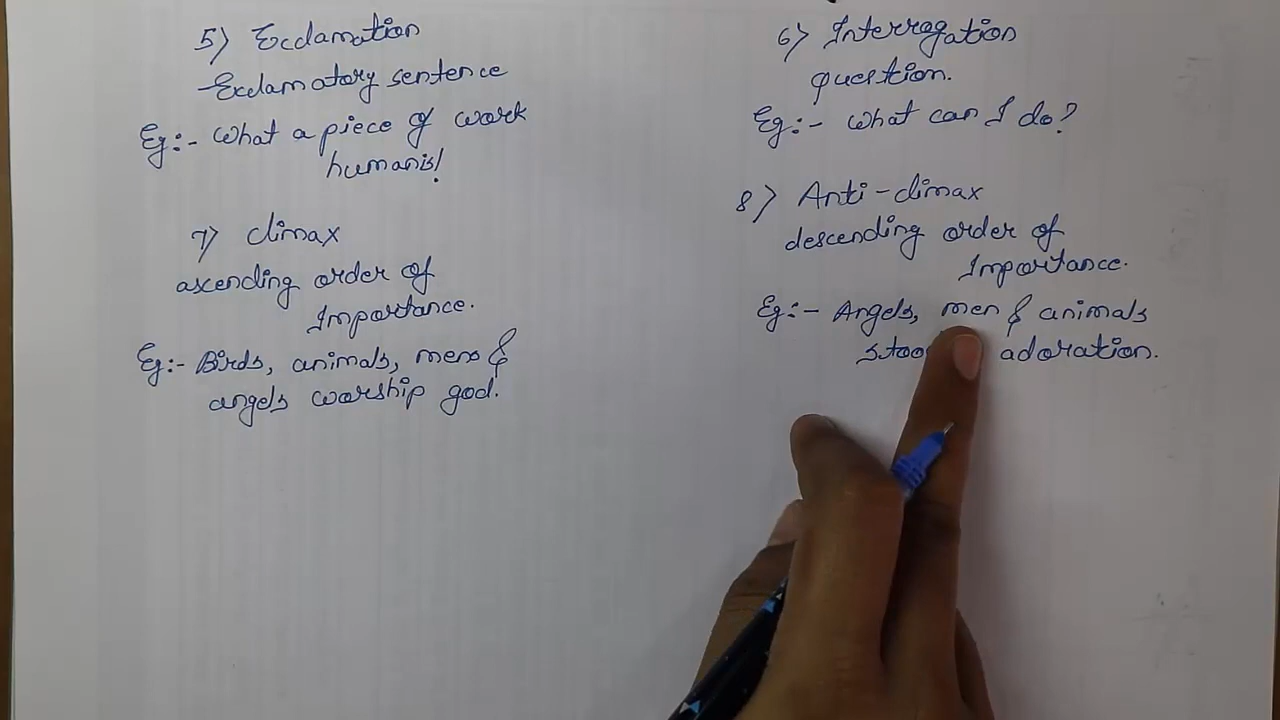 5) Exclamation
-Exclamatory sentence
Eg:- What a piece of work
humanis!
6) Interragation
question.
Eg:- What can I do?
7) climax
ascending order of
Importance.
Eg:- Birds, animals, men &
angels worship god.
8) Anti-climax
descending order of
Importance.
Eg:- Angels, men & animals
adoration.